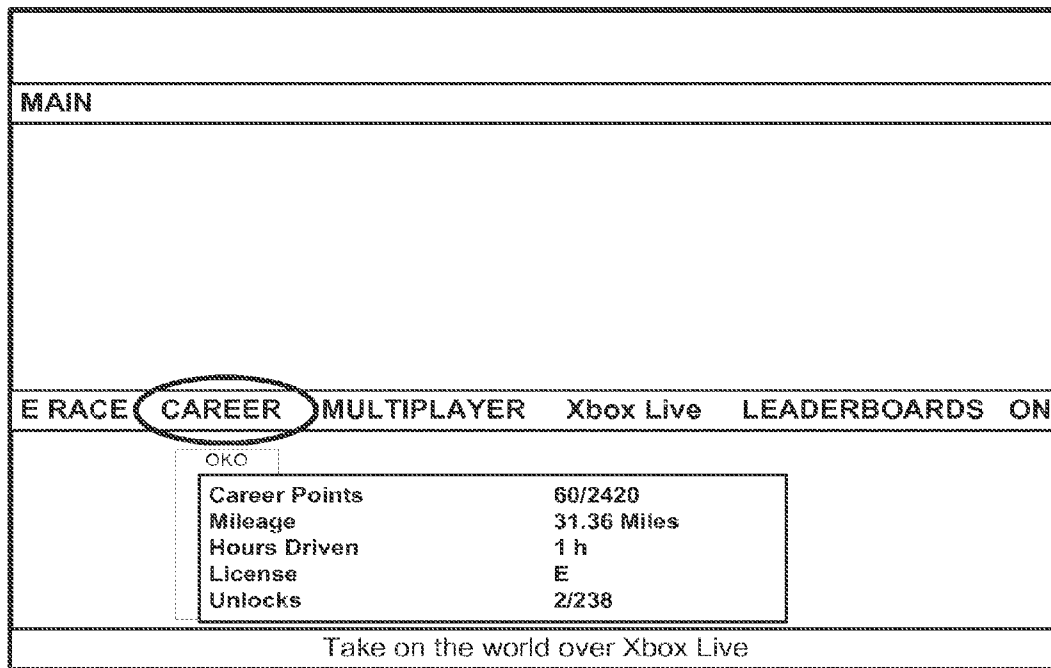 MAIN
E RACE CAREER MULTIPLAYER Xbox Live LEADERBOARDS ON
OKO
Career Points 60/2420
Mileage 31.36 Miles
Hours Driven 1 h
License E
Unlocks 2/238
Take on the world over Xbox Live